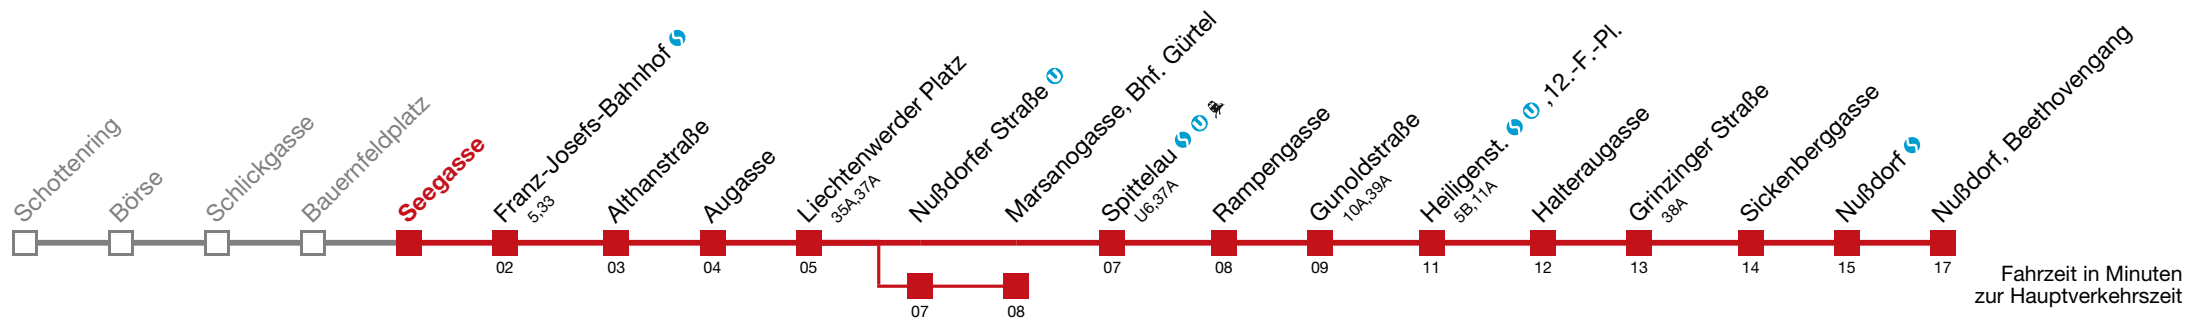 Schottenring
Börse
Schlickgasse
Bauernfeldplatz
Seegasse
Franz-Josefs-Bahnhof
5,33
Althanstraße
Augasse
Liechtenwerder Platz
35A,37A
Nußdorfer Straße
Marsanogasse, Bhf. Gürtel
Spittelau
U6,37A
Rampengasse
Gunoldstraße
10A,39A
Heiligenst. ,12.-F.-Pl.
5B,11A
Halteraugasse
Grinzinger Straße
38A
Sickenberggasse
Nußdorf
Nußdorf, Beethovengang
02 03 04 05 07 08 09 11 12 13 14 15 17
07 08
Fahrzeit in Minuten
zur Hauptverkehrszeit